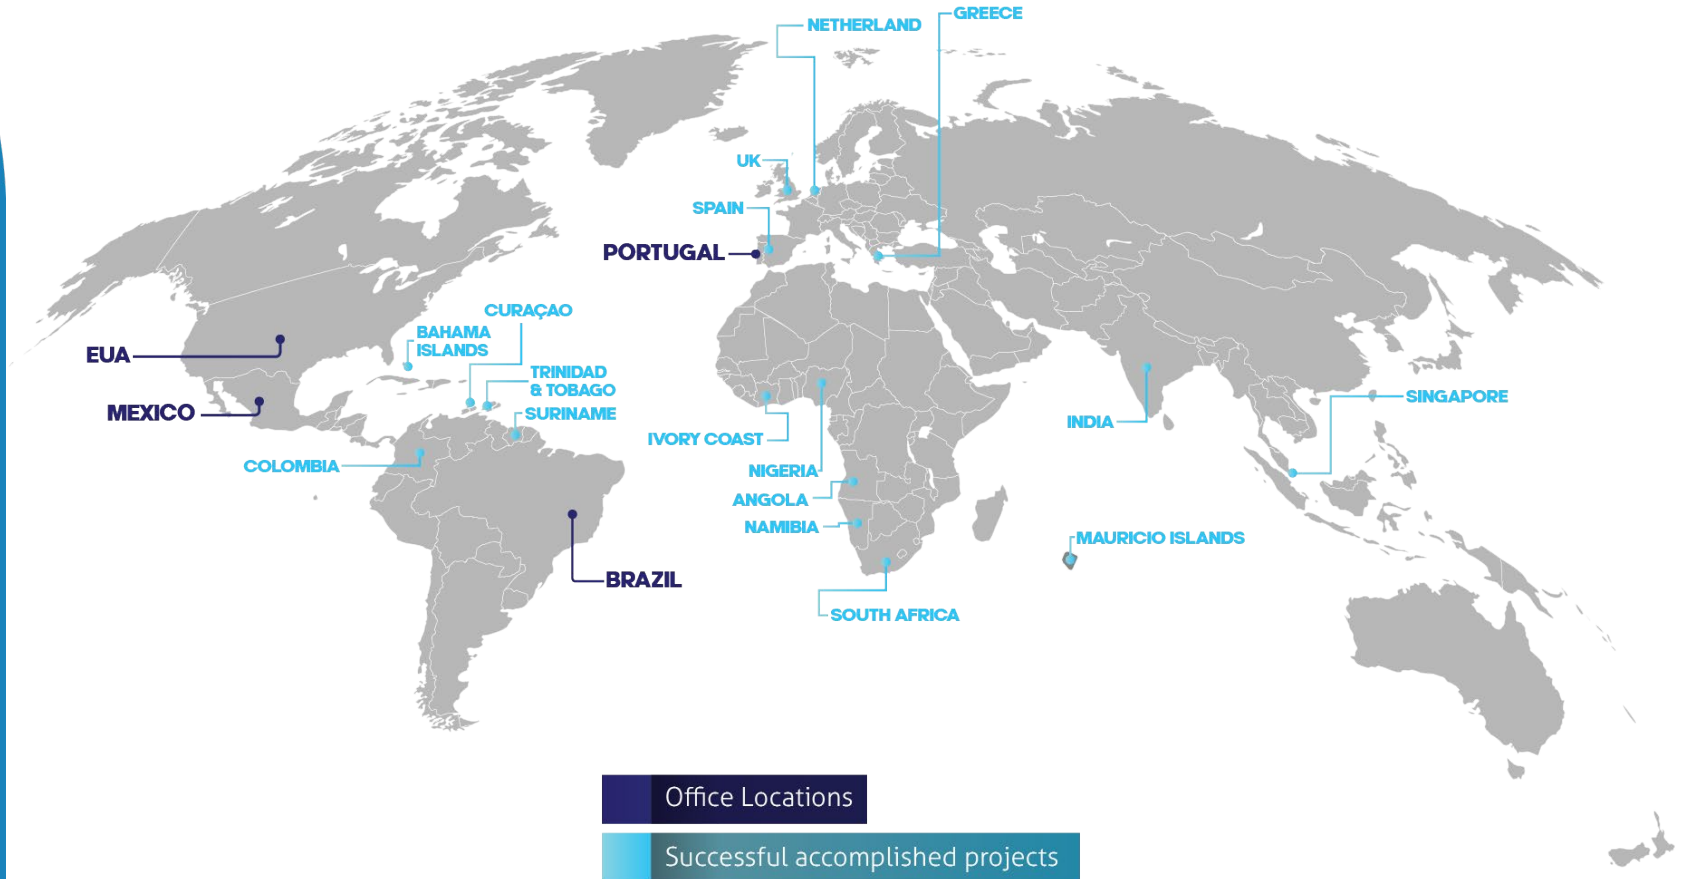 GREECE
NETHERLAND
UK
SPAIN
PORTUGAL
CURAÇAO
BAHAMA
ISLANDS
EUA
TRINIDAD
& TOBAGO
MEXICO
SURINAME
SINGAPORE
INDIA
IVORY COAST
COLOMBIA
NIGERIA
ANGOLA
NAMIBIA
MAURICIO ISLANDS
BRAZIL
SOUTH AFRICA
Office Locations
Successful accomplished projects